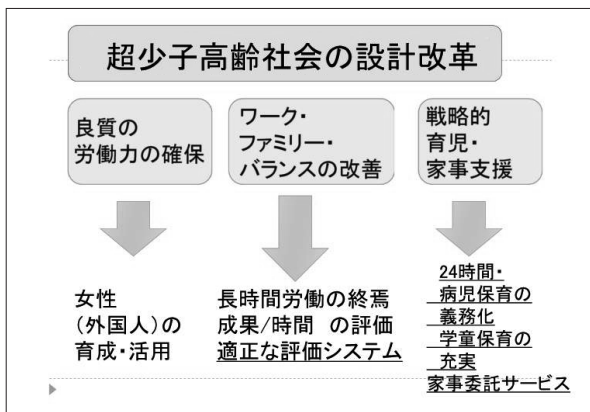 超少子高齢社会の設計改革
良質の
労働力の確保
ワーク・
ファミリー・
バランスの改善
戦略的
育児・
家事支援
女性
(外国人)の
育成・活用
長時間労働の終焉
成果/時間 の評価
適正な評価システム
24時間・
病児保育の
義務化
学童保育の
充実
家事委託サービス